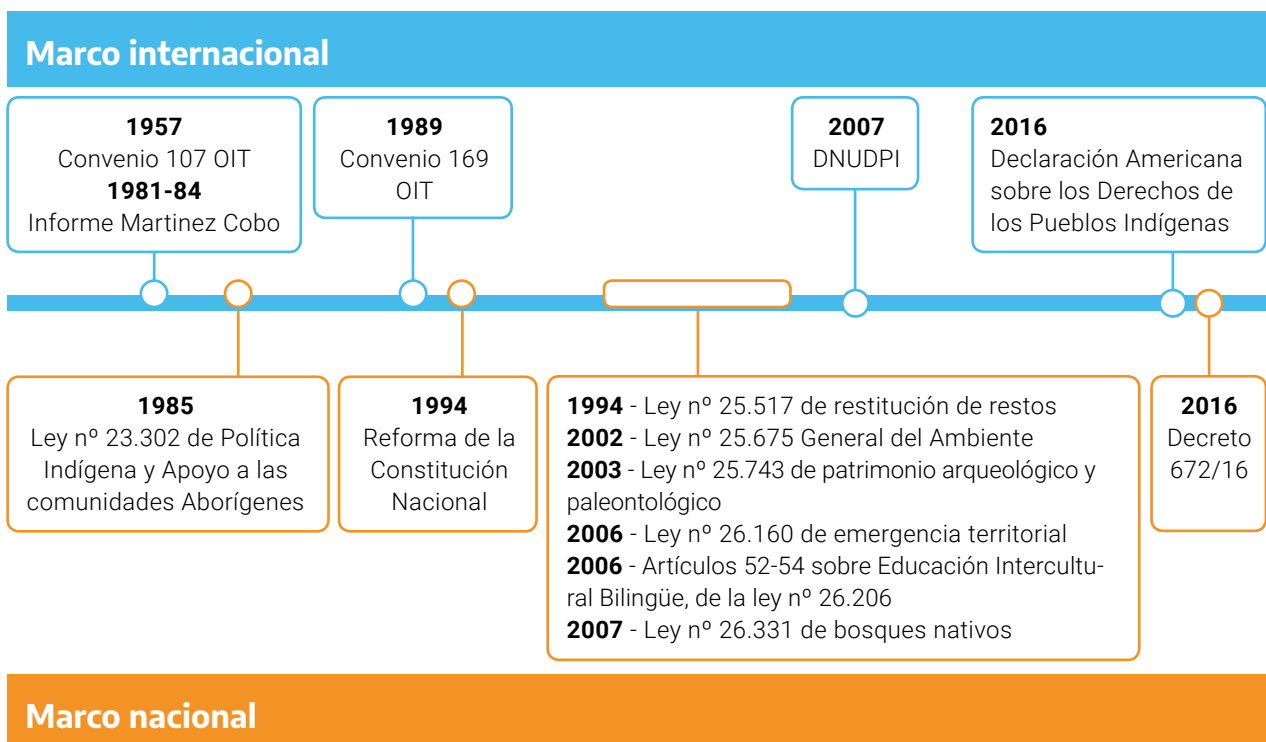 Marco internacional
1957
Convenio 107 OIT
1981-84
Informe Martinez Cobo
1989
Convenio 169
OIT
2007
DNUDPI
2016
Declaración Americana
sobre los Derechos de
los Pueblos Indígenas
1985
Ley nº 23.302 de Política
Indígena y Apoyo a las
comunidades Aborígenes
1994
Reforma de la
Constitución
Nacional
1994 - Ley nº 25.517 de restitución de restos
2002 - Ley nº 25.675 General del Ambiente
2003 - Ley nº 25.743 de patrimonio arqueológico y
paleontológico
2006 - Ley nº 26.160 de emergencia territorial
2006 - Artículos 52-54 sobre Educación Intercultu-
ral Bilingüe, de la ley nº 26.206
2007 - Ley nº 26.331 de bosques nativos
2016
Decreto
672/16
Marco nacional